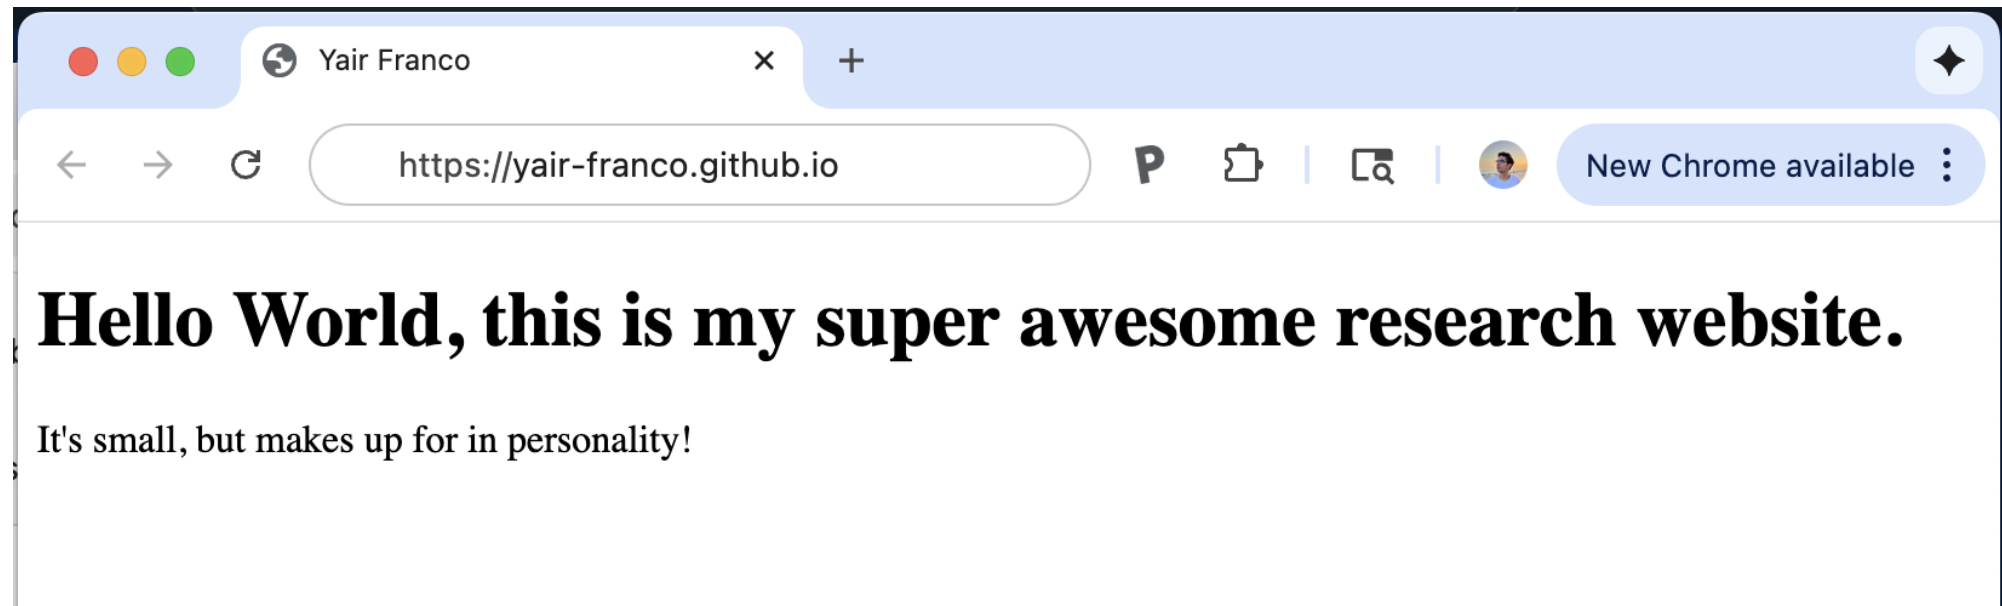 Yair Franco
https://yair-franco.github.io
New Chrome available
Hello World, this is my super awesome research website.
It's small, but makes up for in personality!